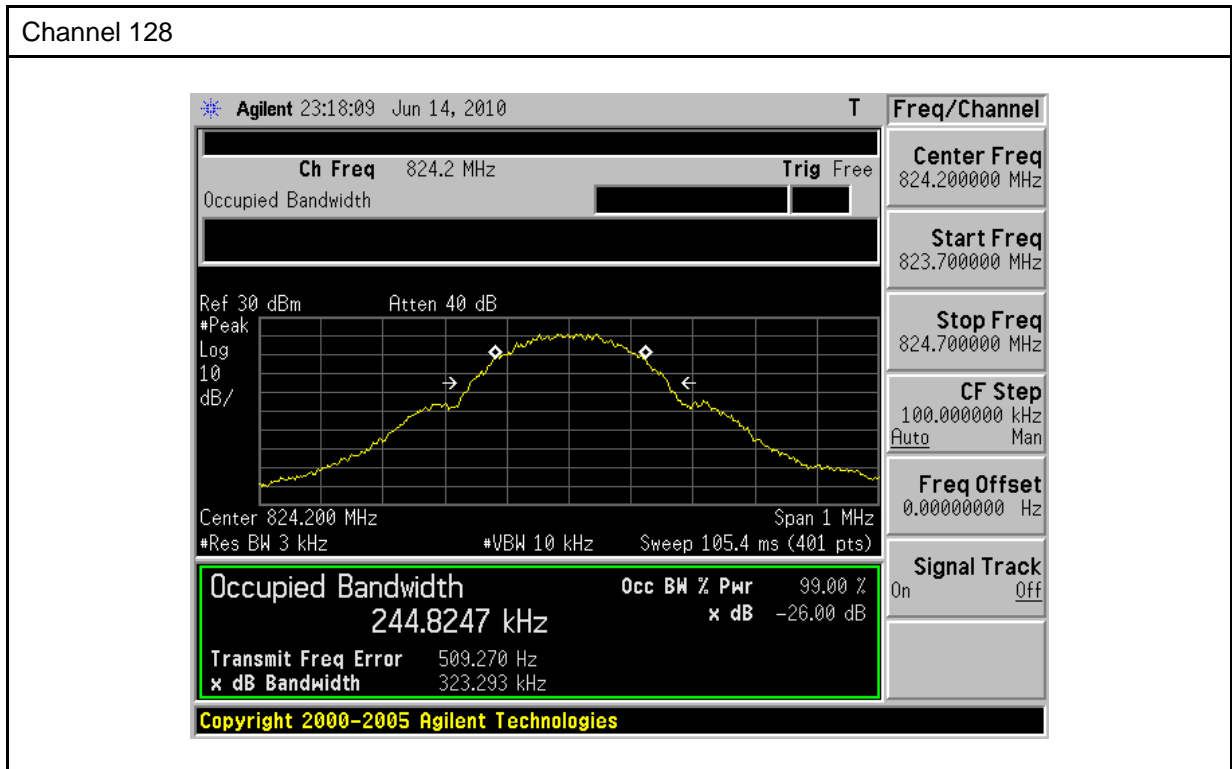 Channel 128
Agilent 23:18:09 Jun 14, 2010 T
Freq/Channel
Ch Freq 824.2 MHz Trig Free
Occupied Bandwidth
Center Freq
824.200000 MHz
Start Freq
823.700000 MHz
Stop Freq
824.700000 MHz
CF Step
100.000000 kHz
Auto Man
Freq Offset
0.00000000 Hz
Signal Track
On Off
Ref 30 dBm Atten 40 dB
#Peak
Log
10
dB/
Center 824.200 MHz Span 1 MHz
#Res BW 3 kHz #VBW 10 kHz Sweep 105.4 ms (401 pts)
Occupied Bandwidth
244.8247 kHz
Occ BW % Pwr 99.00 %
x dB -26.00 dB
Transmit Freq Error 509.270 Hz
x dB Bandwidth 323.293 kHz
Copyright 2000-2005 Agilent Technologies